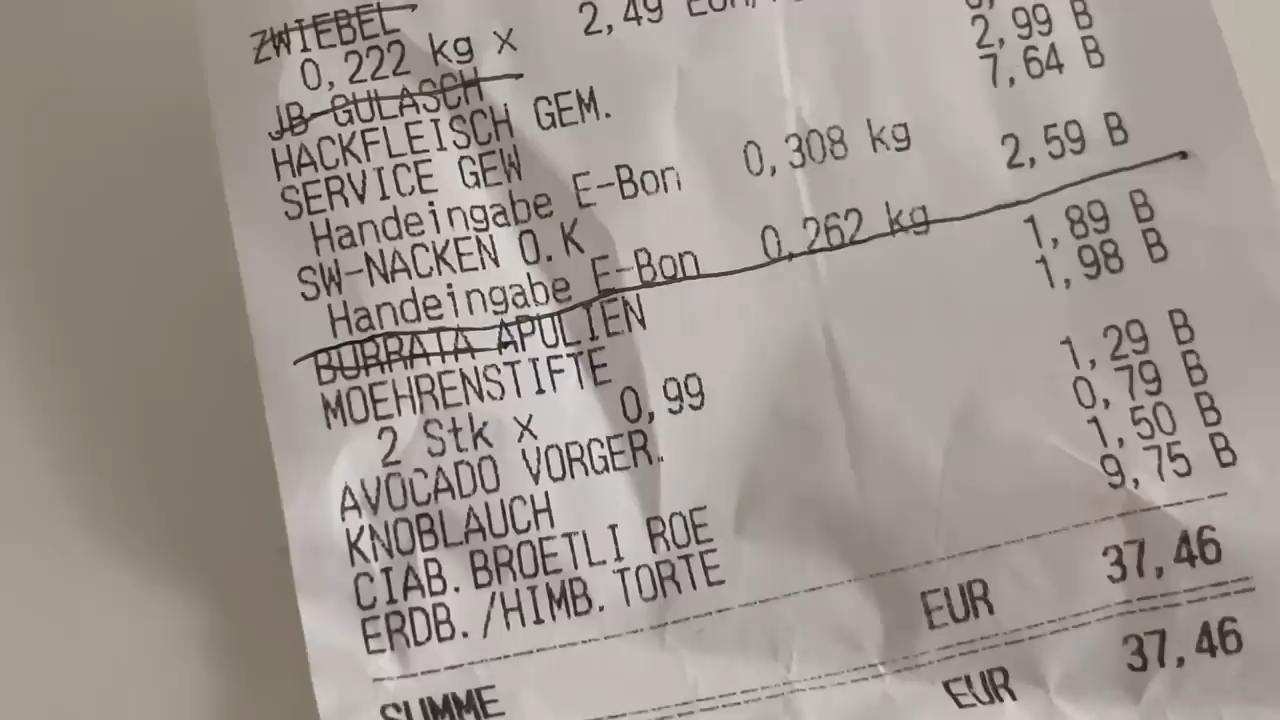 ZWIEBEL
0,222 kg x 2,49
JB GULASCH
HACKFLEISCH GEM. 2,99 B
SERVICE GEW 7,64 B
Handeingabe E-Bon 0,308 kg
SW-NACKEN O.K 2,59 B
Handeingabe E-Bon 0,262 kg
BURRATA APULIEN 1,89 B
MOEHRENSTIFTE 1,98 B
2 Stk x 0,99
AVOCADO VORGER. 1,29 B
KNOBLAUCH 0,79 B
CIAB. BROETLI ROE 1,50 B
ERDB./HIMB. TORTE 9,75 B
EUR 37,46
SUMME EUR 37,46